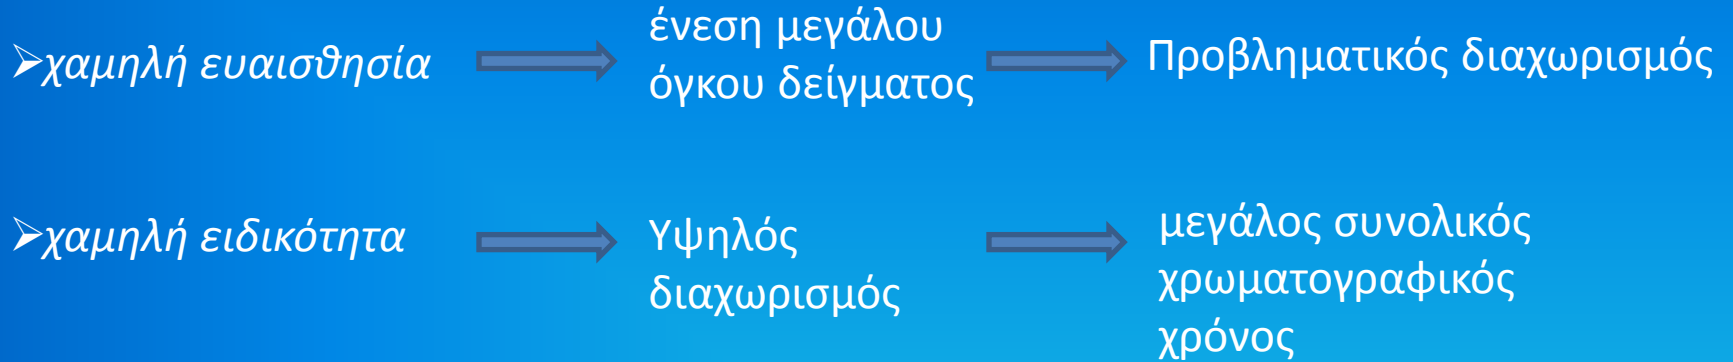 ➢χαμηλή ευαισθησία
ένεση μεγάλου
όγκου δείγματος
Προβληματικός διαχωρισμός
➢χαμηλή ειδικότητα
Υψηλός
διαχωρισμός
μεγάλος συνολικός
χρωματογραφικός
χρόνος